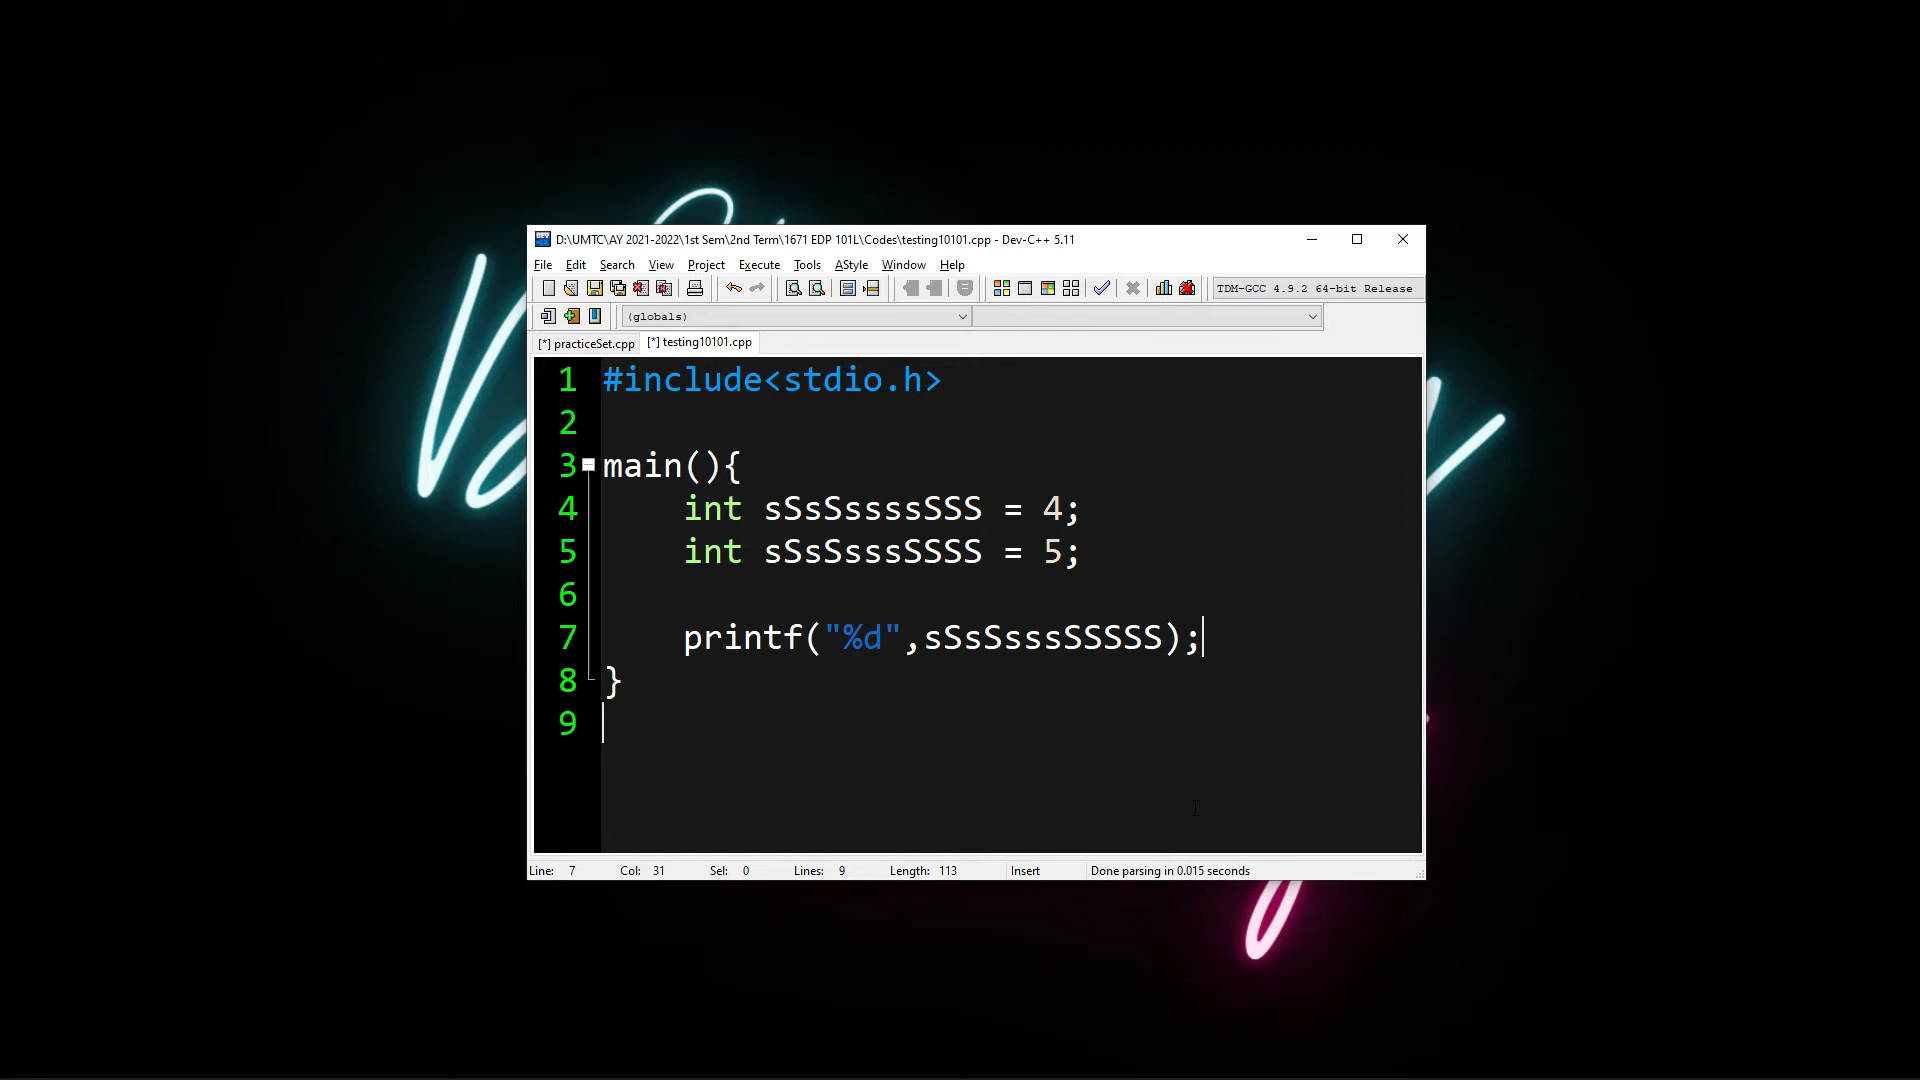 D:\UMTC\AY 2021-2022\1st Sem\2nd Term\1671 EDP 101L\Codes\testing10101.cpp - Dev-C++ 5.11
File Edit Search View Project Execute Tools AStyle Window Help
TDM-GCC 4.9.2 64-bit Release
(globals)
[*] practiceSet.cpp [*] testing10101.cpp
1 #include<stdio.h>
2
3 main(){
4 int sSsSssssSSS = 4;
5 int sSsSsssSSSS = 5;
6
7 printf("%d",sSsSsssSSSSS);
8 }
9
Line: 7 Col: 31 Sel: 0 Lines: 9 Length: 113 Insert Done parsing in 0.015 seconds